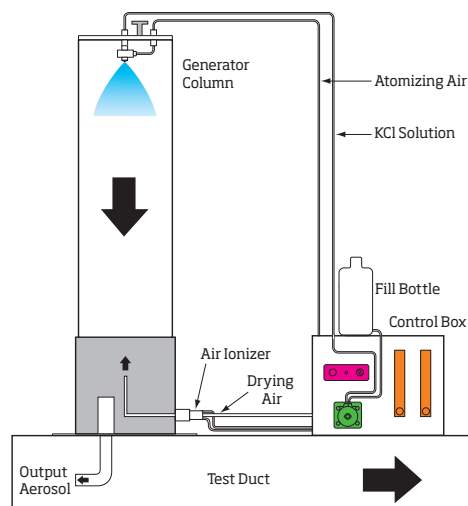 Generator
Column
Atomizing Air
KCl Solution
Fill Bottle
Control Box
Air Ionizer
Drying
Air
Output
Aerosol
Test Duct